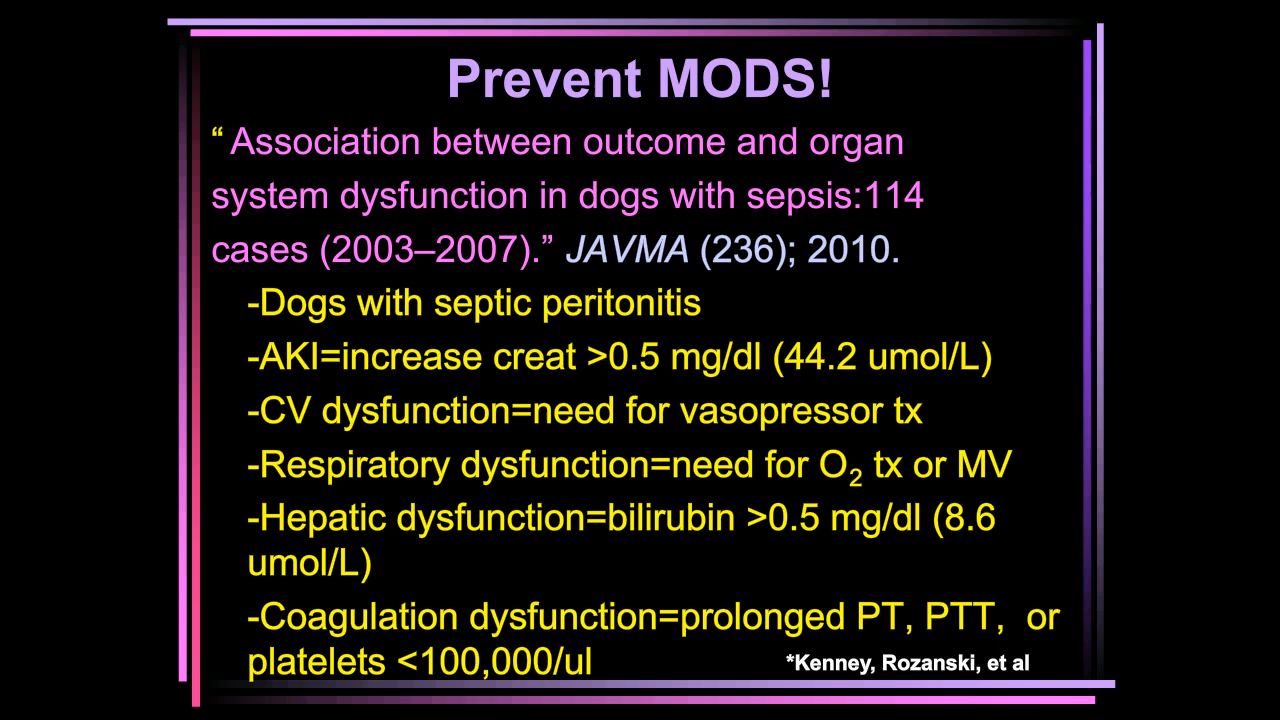 Prevent MODS!
“ Association between outcome and organ
system dysfunction in dogs with sepsis:114
cases (2003–2007).” JAVMA (236); 2010.
-Dogs with septic peritonitis
-AKI=increase creat >0.5 mg/dl (44.2 umol/L)
-CV dysfunction=need for vasopressor tx
-Respiratory dysfunction=need for O2 tx or MV
-Hepatic dysfunction=bilirubin >0.5 mg/dl (8.6
umol/L)
-Coagulation dysfunction=prolonged PT, PTT, or
platelets <100,000/ul
*Kenney, Rozanski, et al